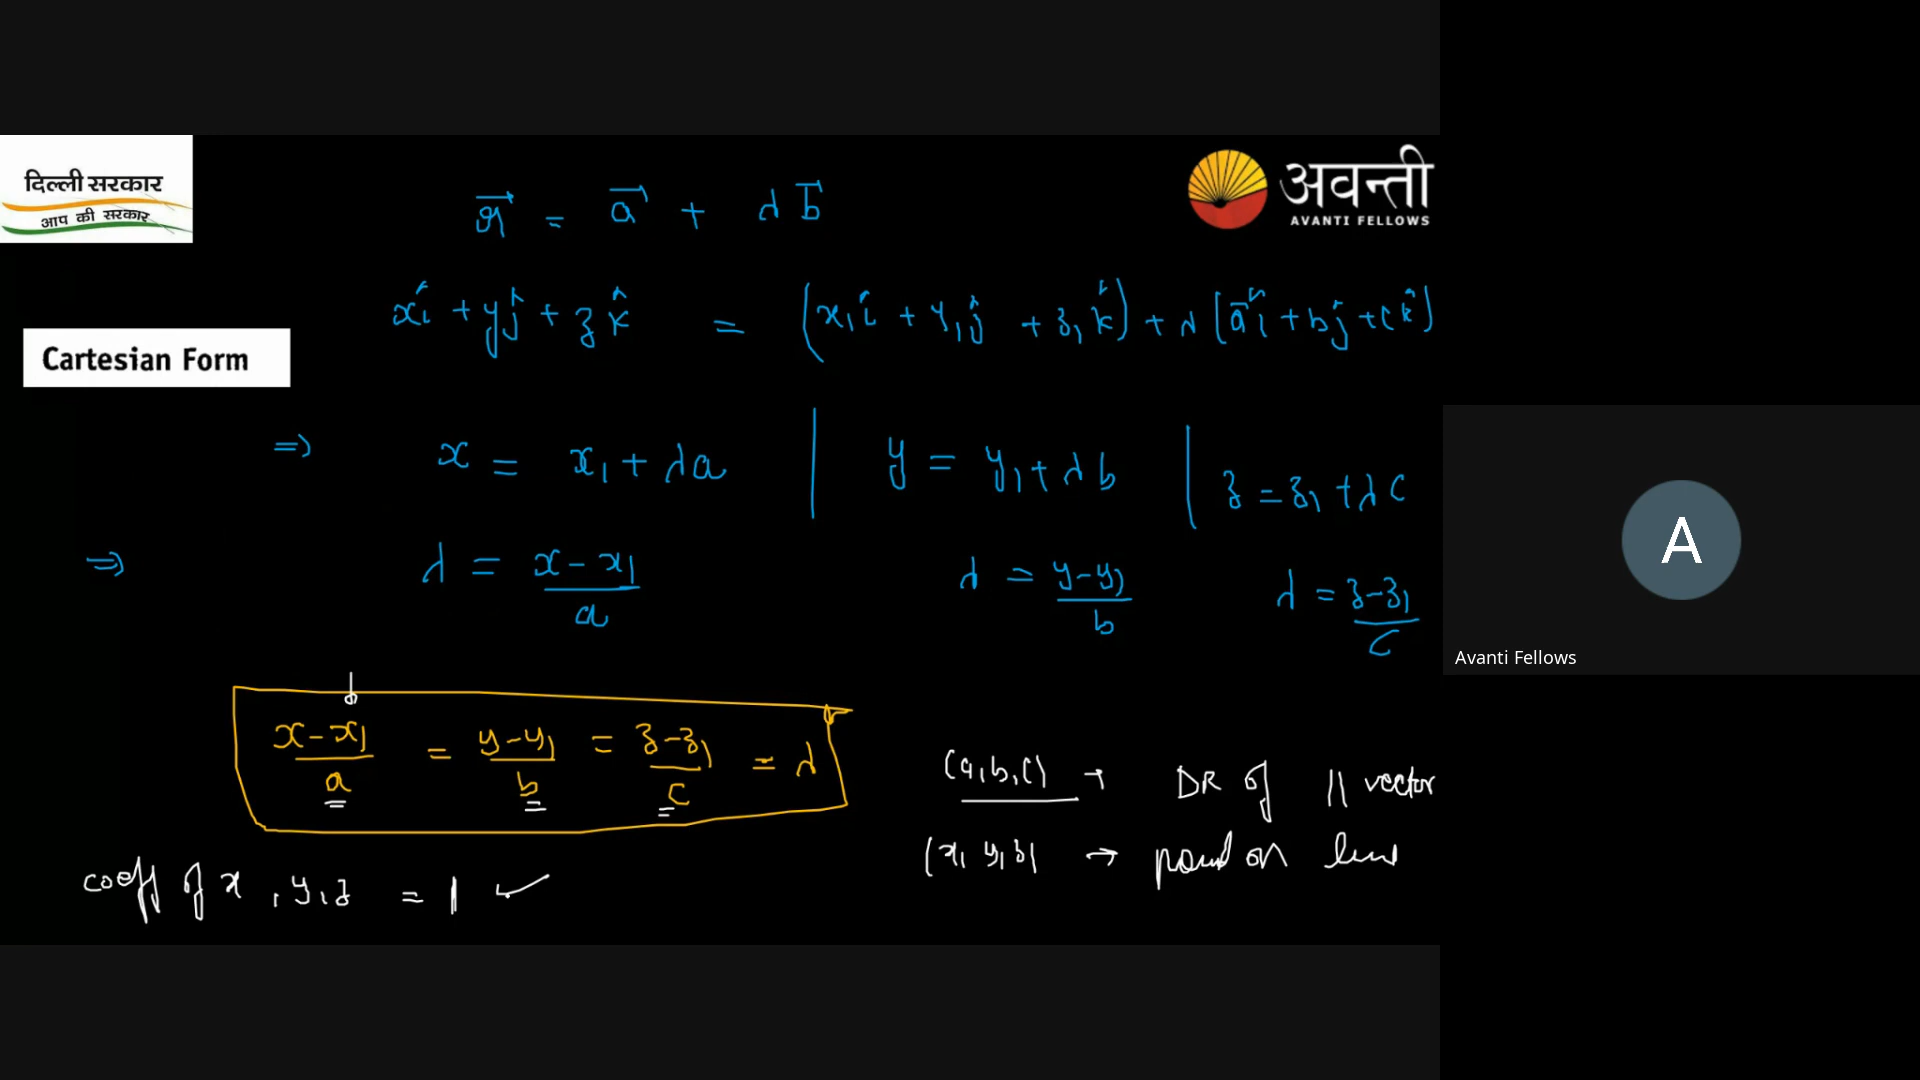 दिल्ली सरकार
आप की सरकार
अवन्ती
AVANTI FELLOWS
r⃗ = a⃗ + λ b⃗
xî + yĵ + zk̂ = (x₁î + y₁ĵ + z₁k̂) + λ (a⃗î + bĵ + ck̂)
Cartesian Form
⇒ x = x₁ + λa | y = y₁ + λb | z = z₁ + λc
⇒ λ = (x - x₁)/a λ = (y - y₁)/b λ = (z - z₁)/c
(x - x₁)/a = (y - y₁)/b = (z - z₁)/c = λ
(a,b,c) → DR of || vector
(x₁ y₁ z₁) → point on line
coeff of x, y, z = 1 ✓
A
Avanti Fellows